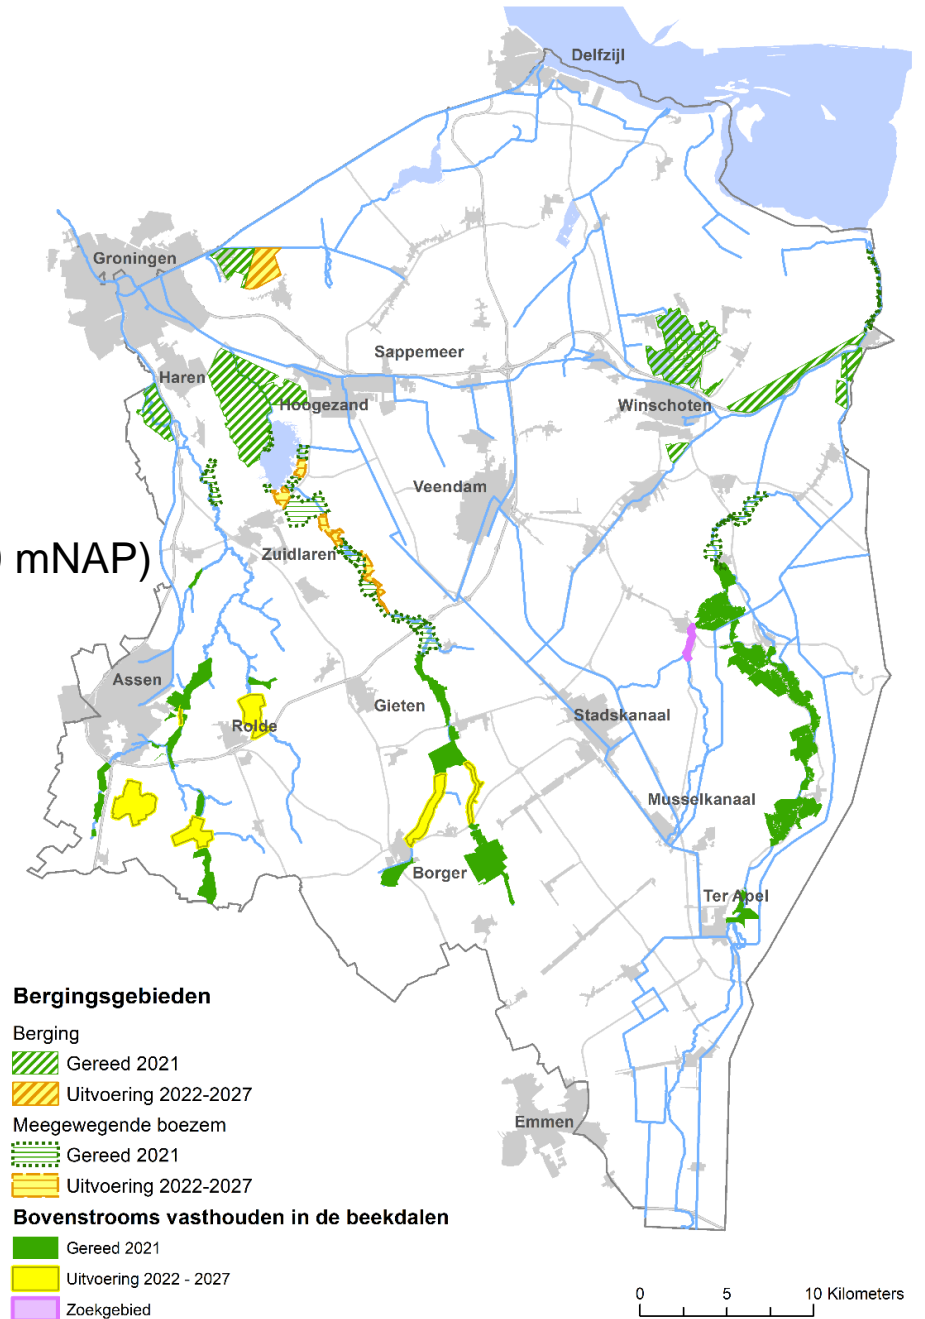 Delfzijl
Groningen
Sappemeer
Haren
Hoogezand
Winschoten
Veendam
mNAP)
Zuidlaren
Assen
Gieten
Rolde
Stadskanaal
Musselkanaal
Borger
Ter Apel
Emmen
Bergingsgebieden
Berging
Gereed 2021
Uitvoering 2022-2027
Meegewegende boezem
Gereed 2021
Uitvoering 2022-2027
Bovenstrooms vasthouden in de beekdalen
Gereed 2021
Uitvoering 2022 - 2027
Zoekgebied
0 5 10 Kilometers